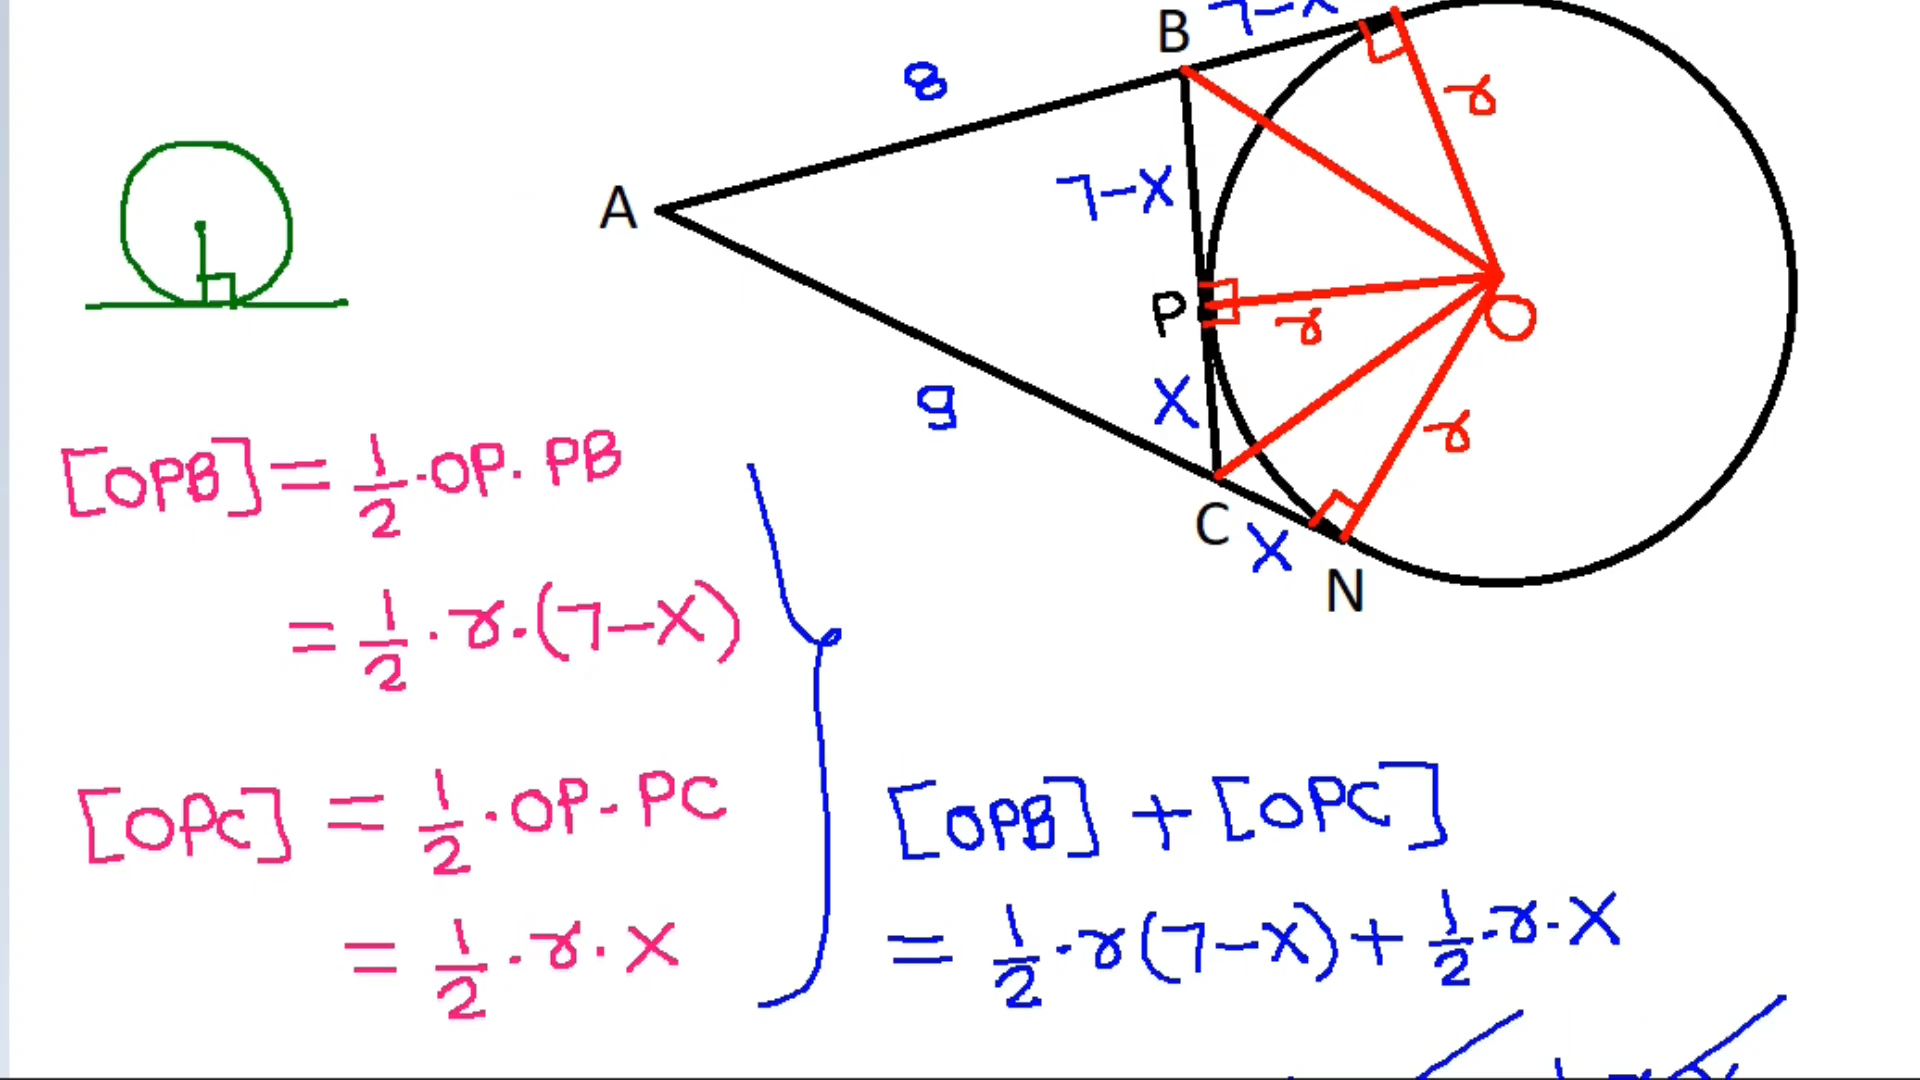 7-X
B
8
r
A
7-X
P
r
O
9
X
r
C
X
N
[OPB] = 1/2 · OP · PB
= 1/2 · r · (7-X)
[OPC] = 1/2 · OP · PC
= 1/2 · r · X
[OPB] + [OPC]
= 1/2 · r (7-X) + 1/2 · r · X